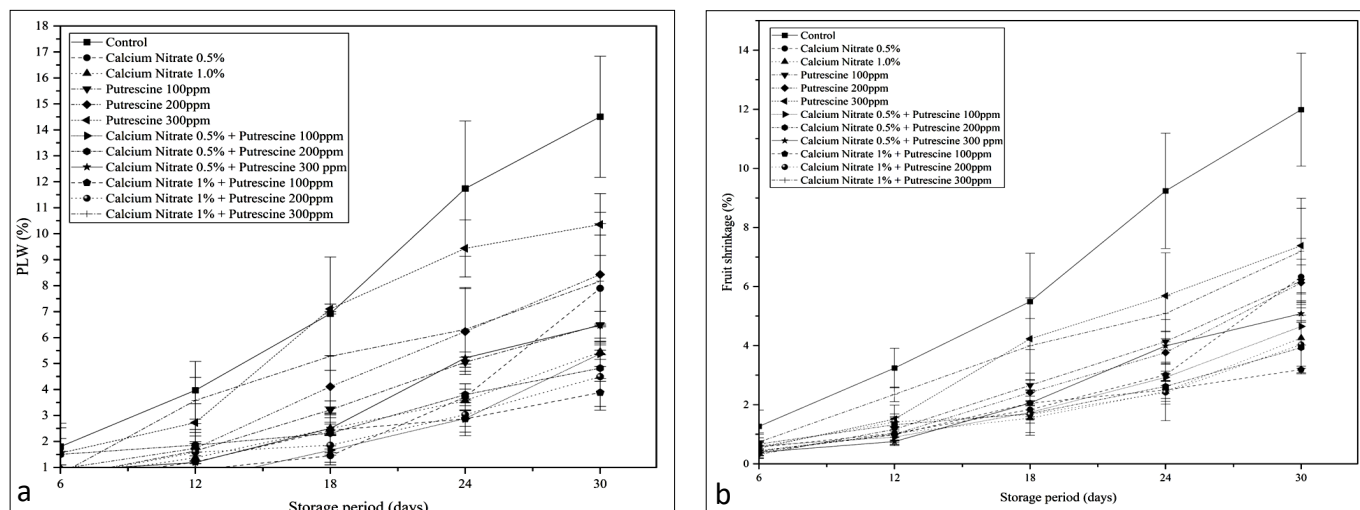 18
17
16
15
14
13
12
11
10
9
8
7
6
5
4
3
2
1
PLW (%)
Control
Calcium Nitrate 0.5%
Calcium Nitrate 1.0%
Putrescine 100ppm
Putrescine 200ppm
Putrescine 300ppm
Calcium Nitrate 0.5% + Putrescine 100ppm
Calcium Nitrate 0.5% + Putrescine 200ppm
Calcium Nitrate 0.5% + Putrescine 300 ppm
Calcium Nitrate 1% + Putrescine 100ppm
Calcium Nitrate 1% + Putrescine 200ppm
Calcium Nitrate 1% + Putrescine 300ppm
6 12 18 24 30
Storage period (days)
a
14
12
10
8
6
4
2
0
Fruit shrinkage (%)
Control
Calcium Nitrate 0.5%
Calcium Nitrate 1.0%
Putrescine 100ppm
Putrescine 200ppm
Putrescine 300ppm
Calcium Nitrate 0.5% + Putrescine 100ppm
Calcium Nitrate 0.5% + Putrescine 200ppm
Calcium Nitrate 0.5% + Putrescine 300 ppm
Calcium Nitrate 1% + Putrescine 100ppm
Calcium Nitrate 1% + Putrescine 200ppm
Calcium Nitrate 1% + Putrescine 300ppm
6 12 18 24 30
Storage period (days)
b